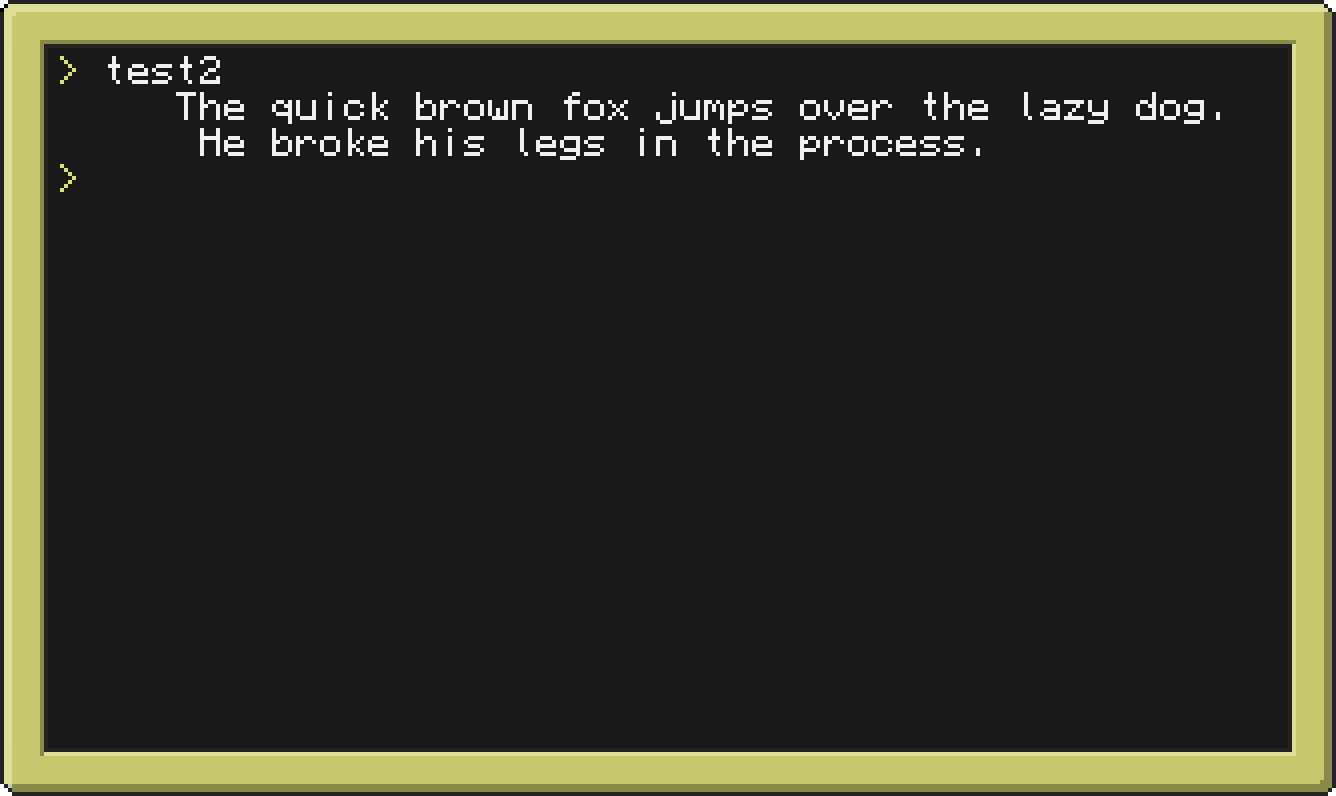 > test2
     The quick brown fox jumps over the lazy dog.
      He broke his legs in the process.
>